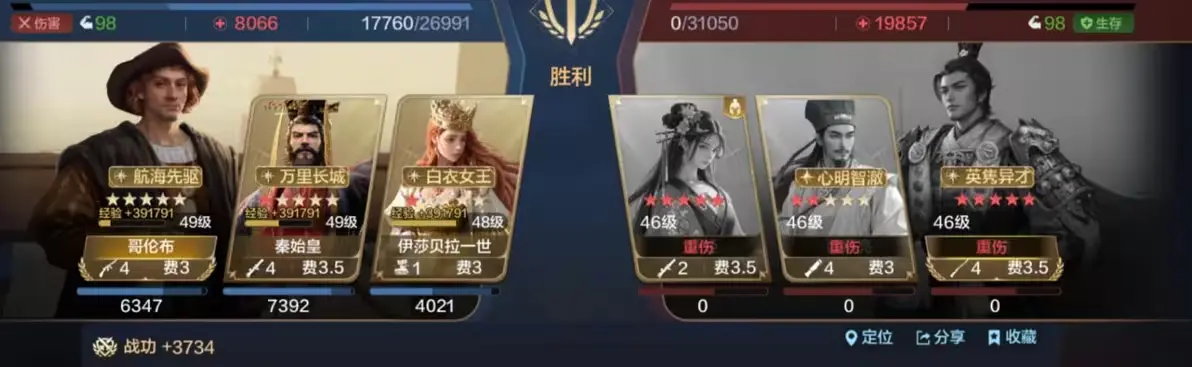 伤害 98 8066 17760/26991
0/31050 19857 98 生存
胜利
航海先驱
经验 +391791
49级
哥伦布
4 费3
6347
万里长城
经验 +391791
49级
秦始皇
4 费3.5
7392
白衣女王
经验 +391791
48级
伊莎贝拉一世
1 费3
4021
46级
重伤
2 费3.5
0
心明智澈
46级
重伤
4 费3
0
英隽异才
46级
重伤
4 费3.5
0
战功 +3734
定位 分享 收藏